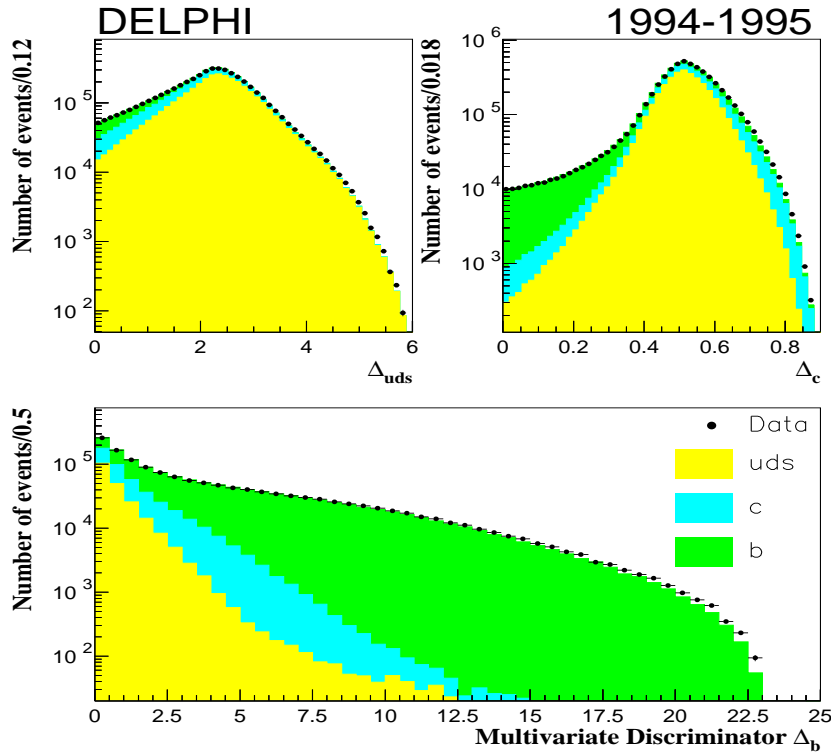 DELPHI 1994-1995
Number of events/0.12
10^5
10^4
10^3
10^2
0 2 4 6
Δ_uds
Number of events/0.018
10^6
10^5
10^4
10^3
0 0.2 0.4 0.6 0.8 1
Δ_c
Number of events/0.5
10^5
10^4
10^3
10^2
0 2.5 5 7.5 10 12.5 15 17.5 20 22.5 25
Multivariate Discriminator Δ_b
Data
uds
c
b